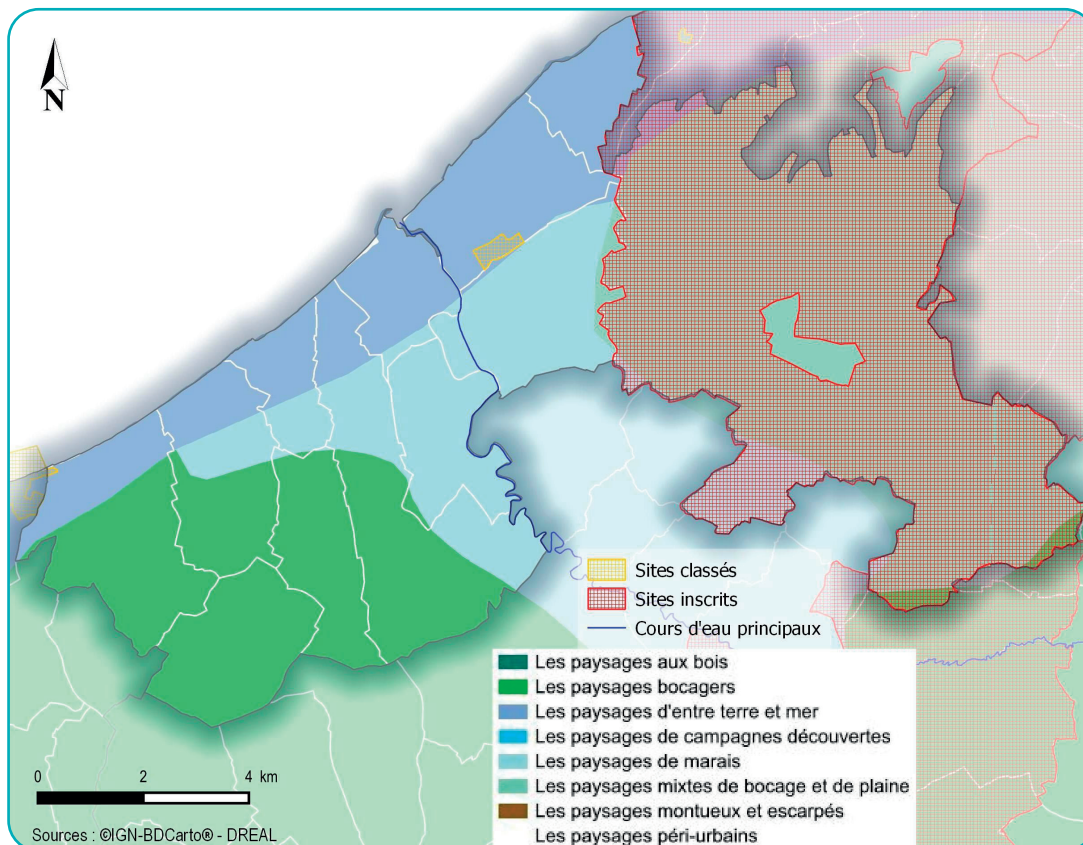 N
Sites classés
Sites inscrits
Cours d'eau principaux
Les paysages aux bois
Les paysages bocagers
Les paysages d'entre terre et mer
Les paysages de campagnes découvertes
Les paysages de marais
Les paysages mixtes de bocage et de plaine
Les paysages montueux et escarpés
Les paysages péri-urbains
0 2 4 km
Sources : ©IGN-BDCarto® - DREAL